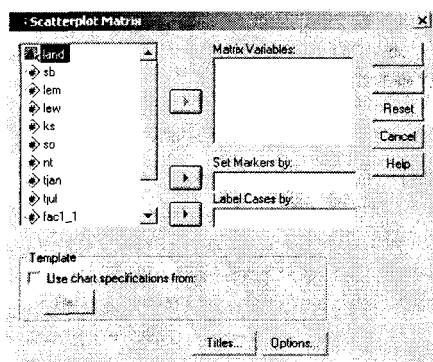 Scatterplot Matrix
land
sb
lem
lew
ks
so
nt
tjan
tjul
fac1_1
Matrix Variables:
Set Markers by:
Label Cases by:
Reset
Cancel
Help
Template
Use chart specifications from:
Titles...
Options...